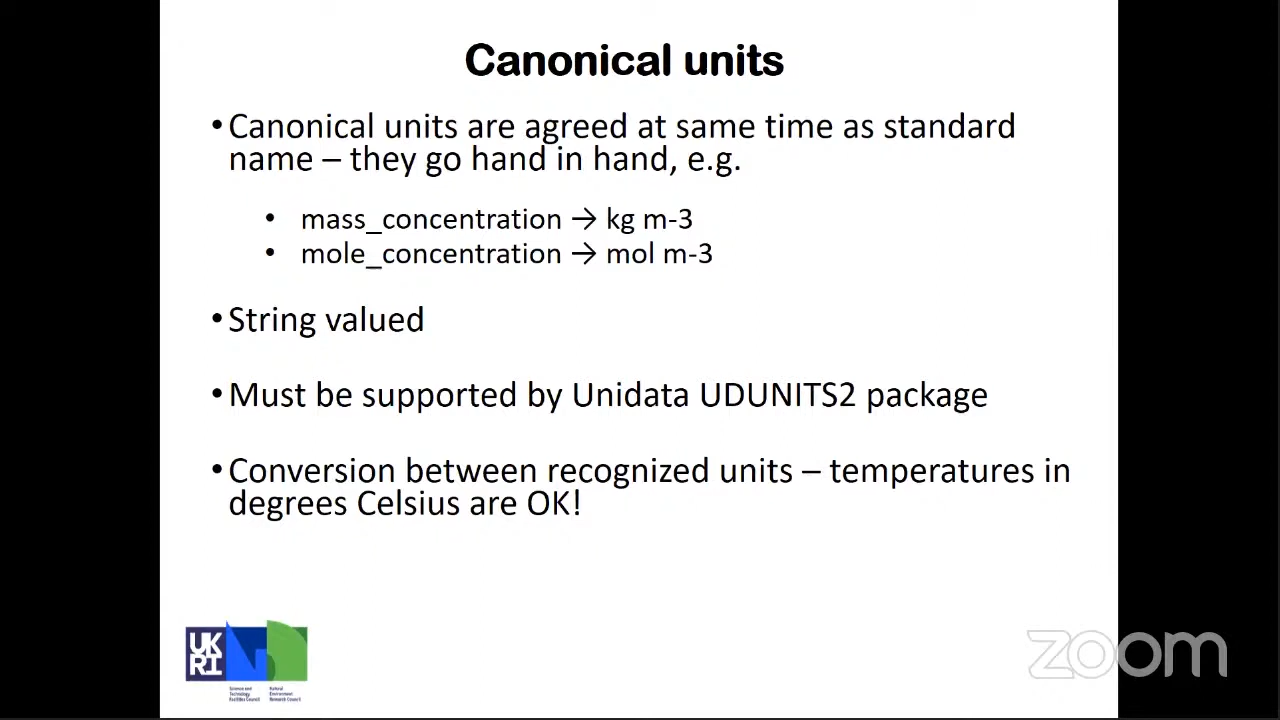 Canonical units
• Canonical units are agreed at same time as standard
name – they go hand in hand, e.g.
• mass_concentration → kg m-3
• mole_concentration → mol m-3
• String valued
• Must be supported by Unidata UDUNITS2 package
• Conversion between recognized units – temperatures in
degrees Celsius are OK!
UK
RI
Science and
Technology
Facilities Council
Natural
Environment
Research Council
zoom